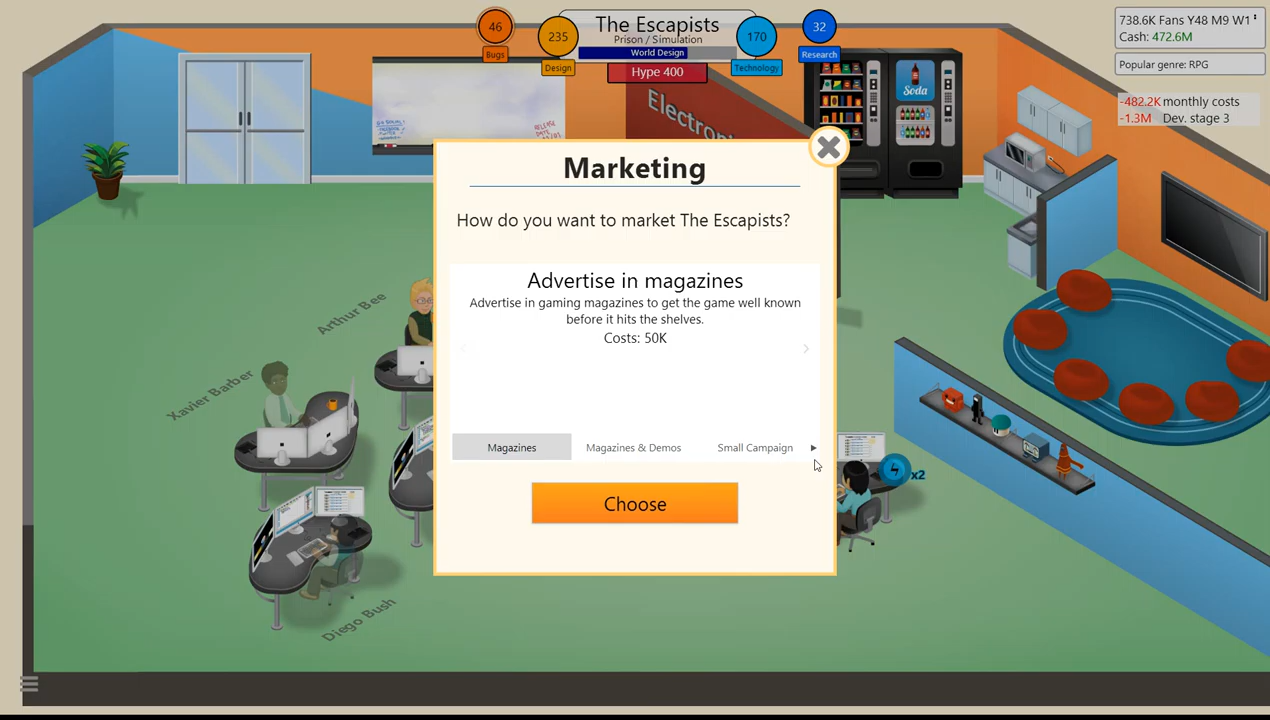 46
Bugs
235
Design
The Escapists
Prison / Simulation
World Design
Hype 400
170
Technology
32
Research
738.6K Fans Y48 M9 W1
Cash: 472.6M
Popular genre: RPG
-482.2K monthly costs
-1.3M Dev. stage 3
RELEASE
Electroni
Soda
Marketing
How do you want to market The Escapists?
Advertise in magazines
Advertise in gaming magazines to get the game well known
before it hits the shelves.
Costs: 50K
Magazines
Magazines & Demos
Small Campaign
Choose
Arthur Bee
Xavier Barber
Diego Bush
x2